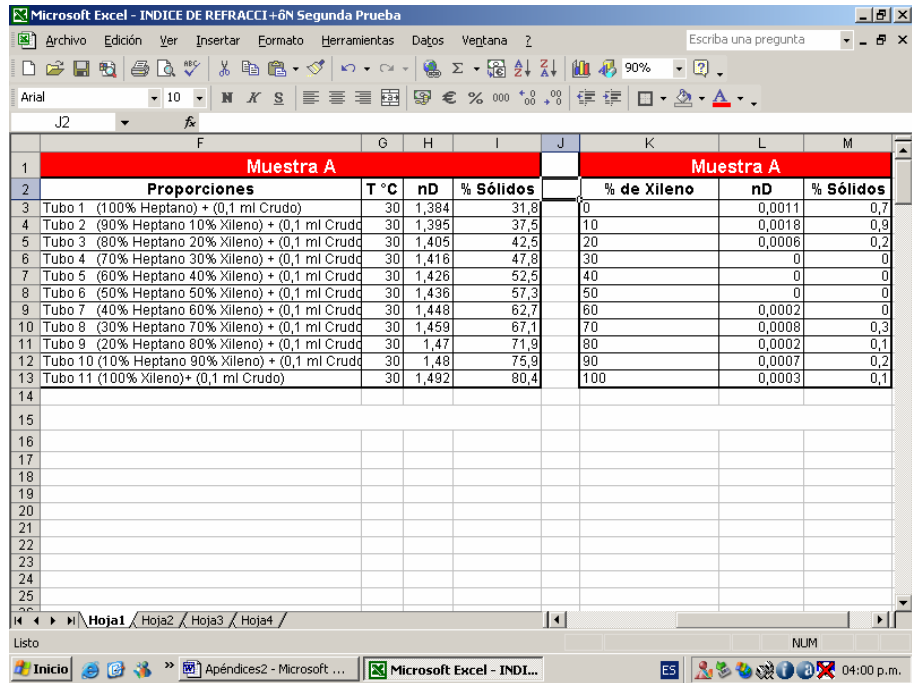 Microsoft Excel - INDICE DE REFRACCI+ôN Segunda Prueba
Archivo Edición Ver Insertar Formato Herramientas Datos Ventana ? Escriba una pregunta
90%
Arial 10 N K S € % 000
J2 fx
F G H I J K L M
1 Muestra A Muestra A
2 Proporciones T °C nD % Sólidos % de Xileno nD % Sólidos
3 Tubo 1 (100% Heptano) + (0,1 ml Crudo) 30 1,384 31,8 0 0,0011 0,7
4 Tubo 2 (90% Heptano 10% Xileno) + (0,1 ml Crudo 30 1,395 37,5 10 0,0018 0,9
5 Tubo 3 (80% Heptano 20% Xileno) + (0,1 ml Crudo 30 1,405 42,5 20 0,0006 0,2
6 Tubo 4 (70% Heptano 30% Xileno) + (0,1 ml Crudo 30 1,416 47,8 30 0 0
7 Tubo 5 (60% Heptano 40% Xileno) + (0,1 ml Crudo 30 1,426 52,5 40 0 0
8 Tubo 6 (50% Heptano 50% Xileno) + (0,1 ml Crudo 30 1,436 57,3 50 0 0
9 Tubo 7 (40% Heptano 60% Xileno) + (0,1 ml Crudo 30 1,448 62,7 60 0,0002 0
10 Tubo 8 (30% Heptano 70% Xileno) + (0,1 ml Crudo 30 1,459 67,1 70 0,0008 0,3
11 Tubo 9 (20% Heptano 80% Xileno) + (0,1 ml Crudo 30 1,47 71,9 80 0,0002 0,1
12 Tubo 10 (10% Heptano 90% Xileno) + (0,1 ml Crudo 30 1,48 75,9 90 0,0007 0,2
13 Tubo 11 (100% Xileno)+ (0,1 ml Crudo) 30 1,492 80,4 100 0,0003 0,1
14
15
16
17
18
19
20
21
22
23
24
25
Hoja1 Hoja2 Hoja3 Hoja4
Listo NUM
Inicio » Apéndices2 - Microsoft ... Microsoft Excel - INDI... ES 04:00 p.m.